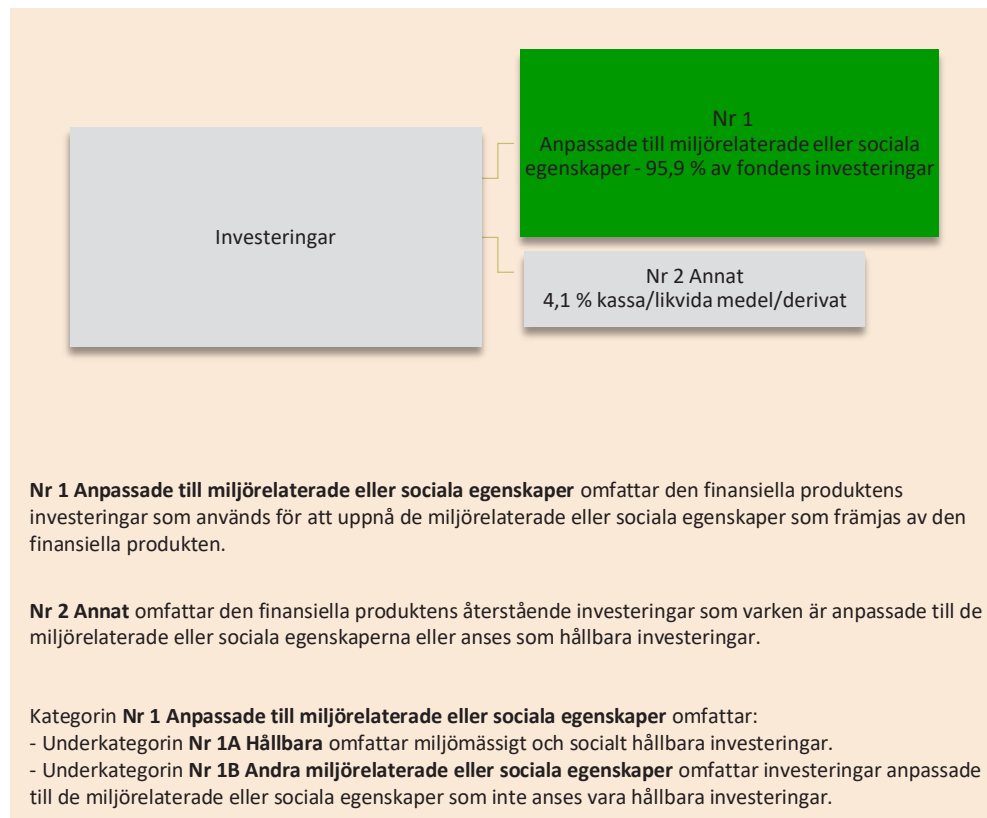 Nr 1
Anpassade till miljörelaterade eller sociala
egenskaper - 95,9 % av fondens investeringar
Investeringar
Nr 2 Annat
4,1 % kassa/likvida medel/derivat
Nr 1 Anpassade till miljörelaterade eller sociala egenskaper omfattar den finansiella produktens
investeringar som används för att uppnå de miljörelaterade eller sociala egenskaper som främjas av den
finansiella produkten.
Nr 2 Annat omfattar den finansiella produktens återstående investeringar som varken är anpassade till de
miljörelaterade eller sociala egenskaperna eller anses som hållbara investeringar.
Kategorin Nr 1 Anpassade till miljörelaterade eller sociala egenskaper omfattar:
- Underkategorin Nr 1A Hållbara omfattar miljömässigt och socialt hållbara investeringar.
- Underkategorin Nr 1B Andra miljörelaterade eller sociala egenskaper omfattar investeringar anpassade
till de miljörelaterade eller sociala egenskaper som inte anses vara hållbara investeringar.